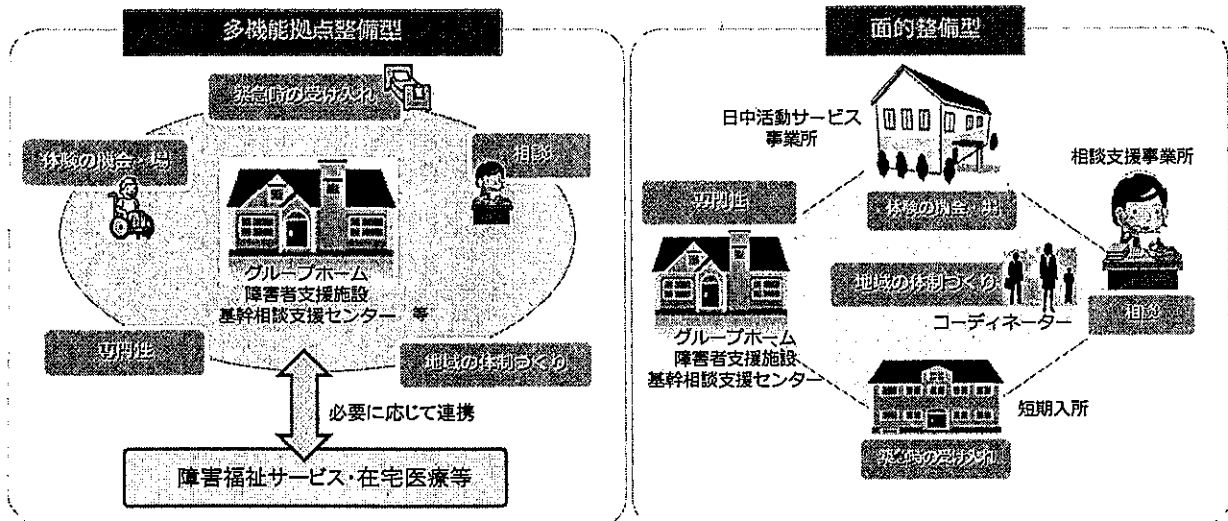 多機能拠点整備型
緊急時の受け入れ
体験の機会・場
相談
グループホーム
障害者支援施設
基幹相談支援センター 等
専門性
地域の体制づくり
必要に応じて連携
障害福祉サービス・在宅医療等
面的整備型
日中活動サービス
事業所
体験の機会・場
相談支援事業所
専門性
グループホーム
障害者支援施設
基幹相談支援センター
地域の体制づくり
コーディネーター
相談
短期入所
緊急時の受け入れ